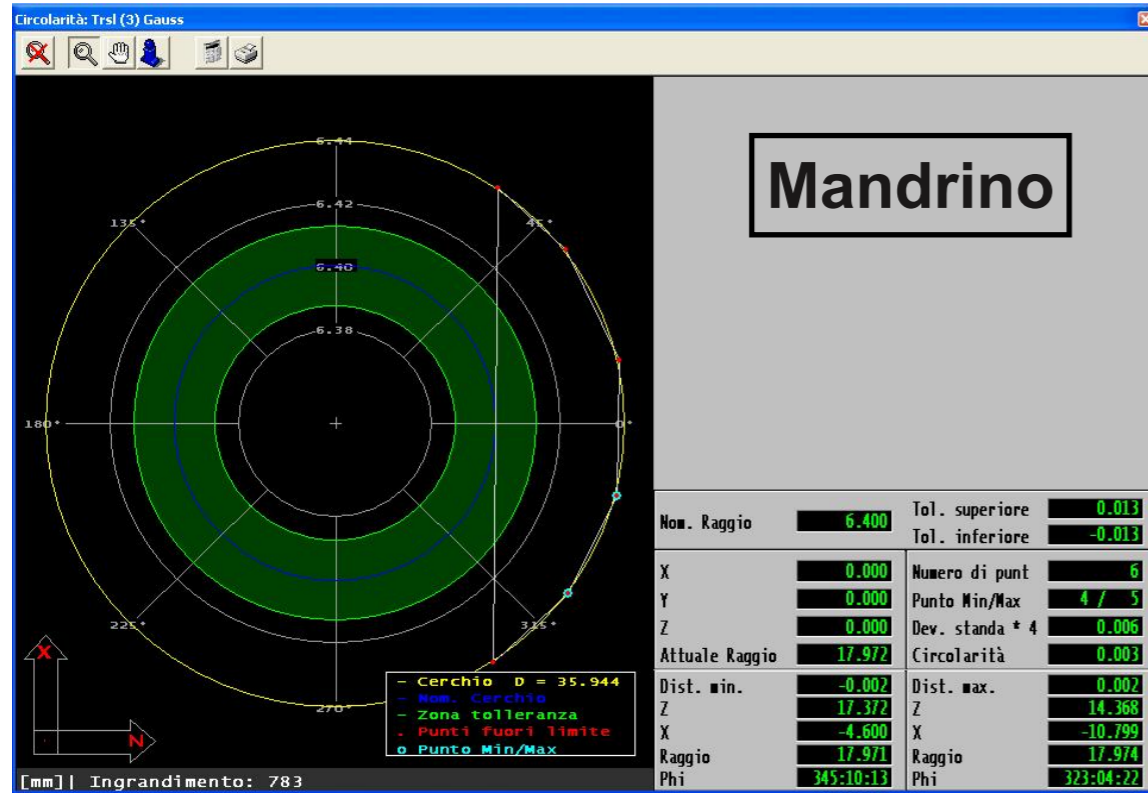 Circolarità: Trsl (3) Gauss
6.44
6.42
6.40
6.38
135°
45°
180°
0°
225°
315°
270°
X
N
– Cerchio D = 35.944
– Nom. Cerchio
– Zona tolleranza
. Punti fuori limite
o Punto Min/Max
[mm]| Ingrandimento: 783
Mandrino
Nom. Raggio 6.400
Tol. superiore 0.013
Tol. inferiore -0.013
X 0.000
Y 0.000
Z 0.000
Attuale Raggio 17.972
Numero di punt 6
Punto Min/Max 4 / 5
Dev. standa * 4 0.006
Circolarità 0.003
Dist. min. -0.002
Z 17.372
X -4.600
Raggio 17.971
Phi 345:10:13
Dist. max. 0.002
Z 14.368
X -10.799
Raggio 17.974
Phi 323:04:22